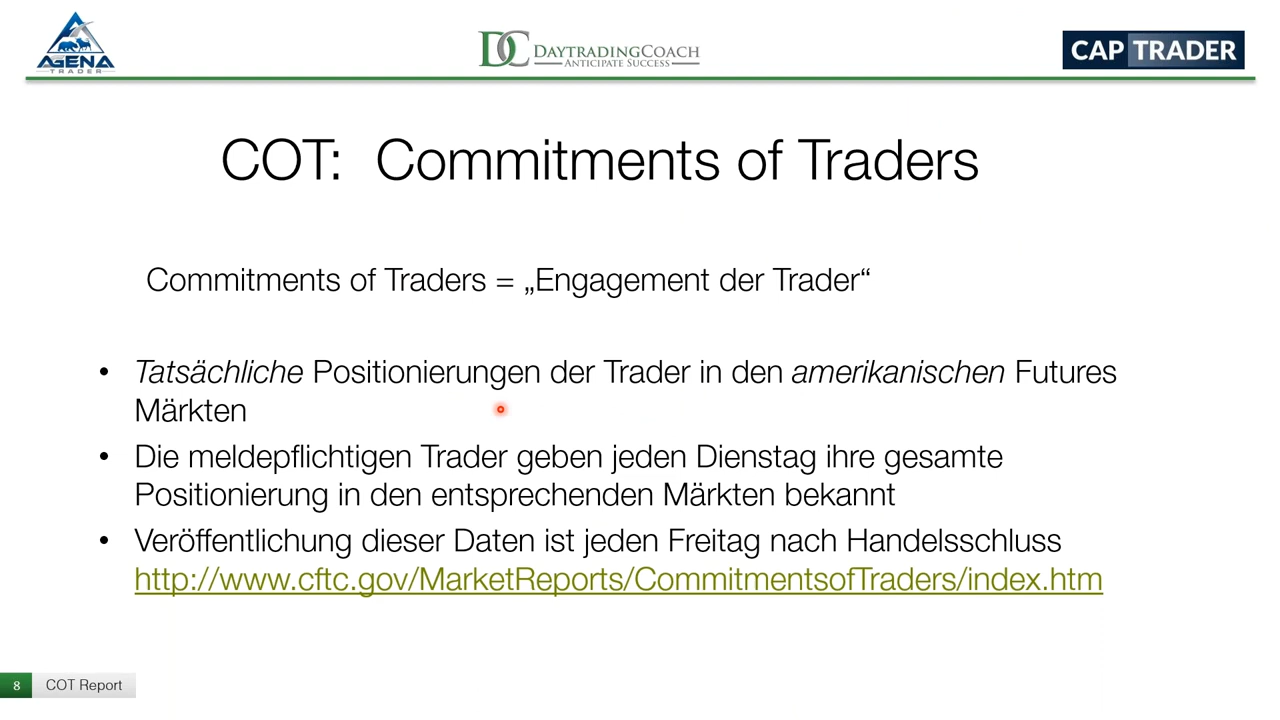 AGENA
TRADER
DC DAYTRADINGCOACH
ANTICIPATE SUCCESS
CAP TRADER
COT: Commitments of Traders
Commitments of Traders = „Engagement der Trader“
• Tatsächliche Positionierungen der Trader in den amerikanischen Futures
Märkten
• Die meldepflichtigen Trader geben jeden Dienstag ihre gesamte
Positionierung in den entsprechenden Märkten bekannt
• Veröffentlichung dieser Daten ist jeden Freitag nach Handelsschluss
http://www.cftc.gov/MarketReports/CommitmentsofTraders/index.htm
8 COT Report